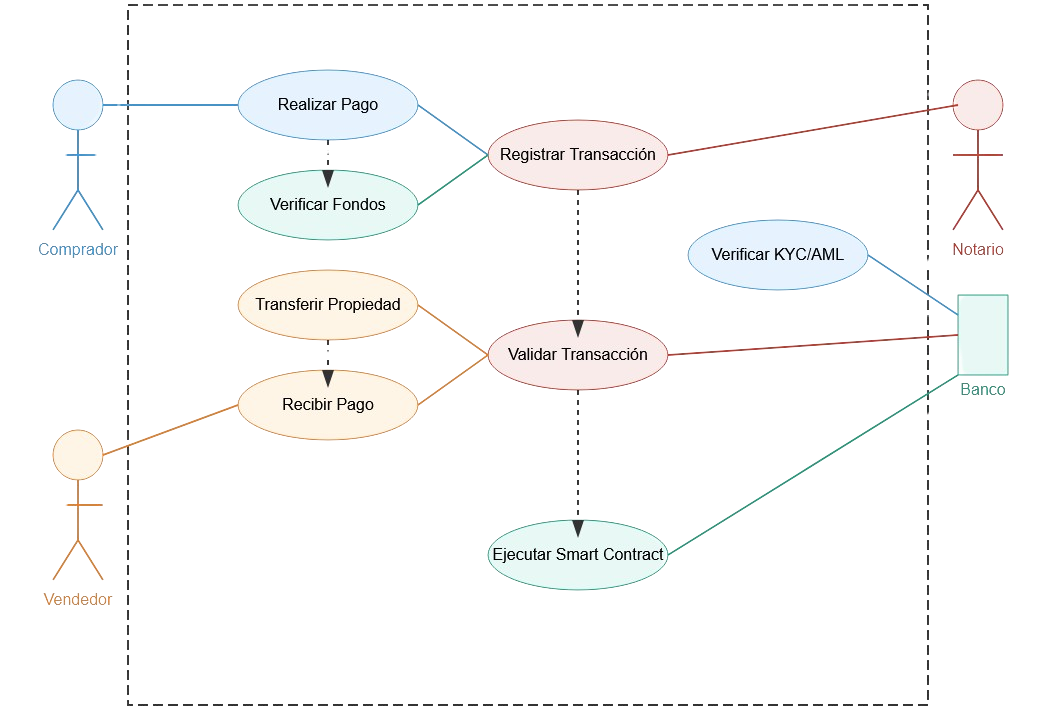 Realizar Pago
Registrar Transacción
Verificar Fondos
Comprador
Notario
Verificar KYC/AML
Transferir Propiedad
Validar Transacción
Banco
Recibir Pago
Ejecutar Smart Contract
Vendedor